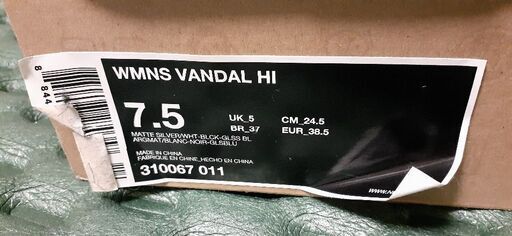 WMNS VANDAL HI
7.5
UK_5
CM_24.5
BR_37
EUR_38.5
MATTE SILVER/WHT-BLCK-GLSS BL
ARGMAT/BLANC-NOIR-GLSBLU
MADE IN CHINA
FABRIQUE EN CHINE_HECHO EN CHINA
310067 011
8
844